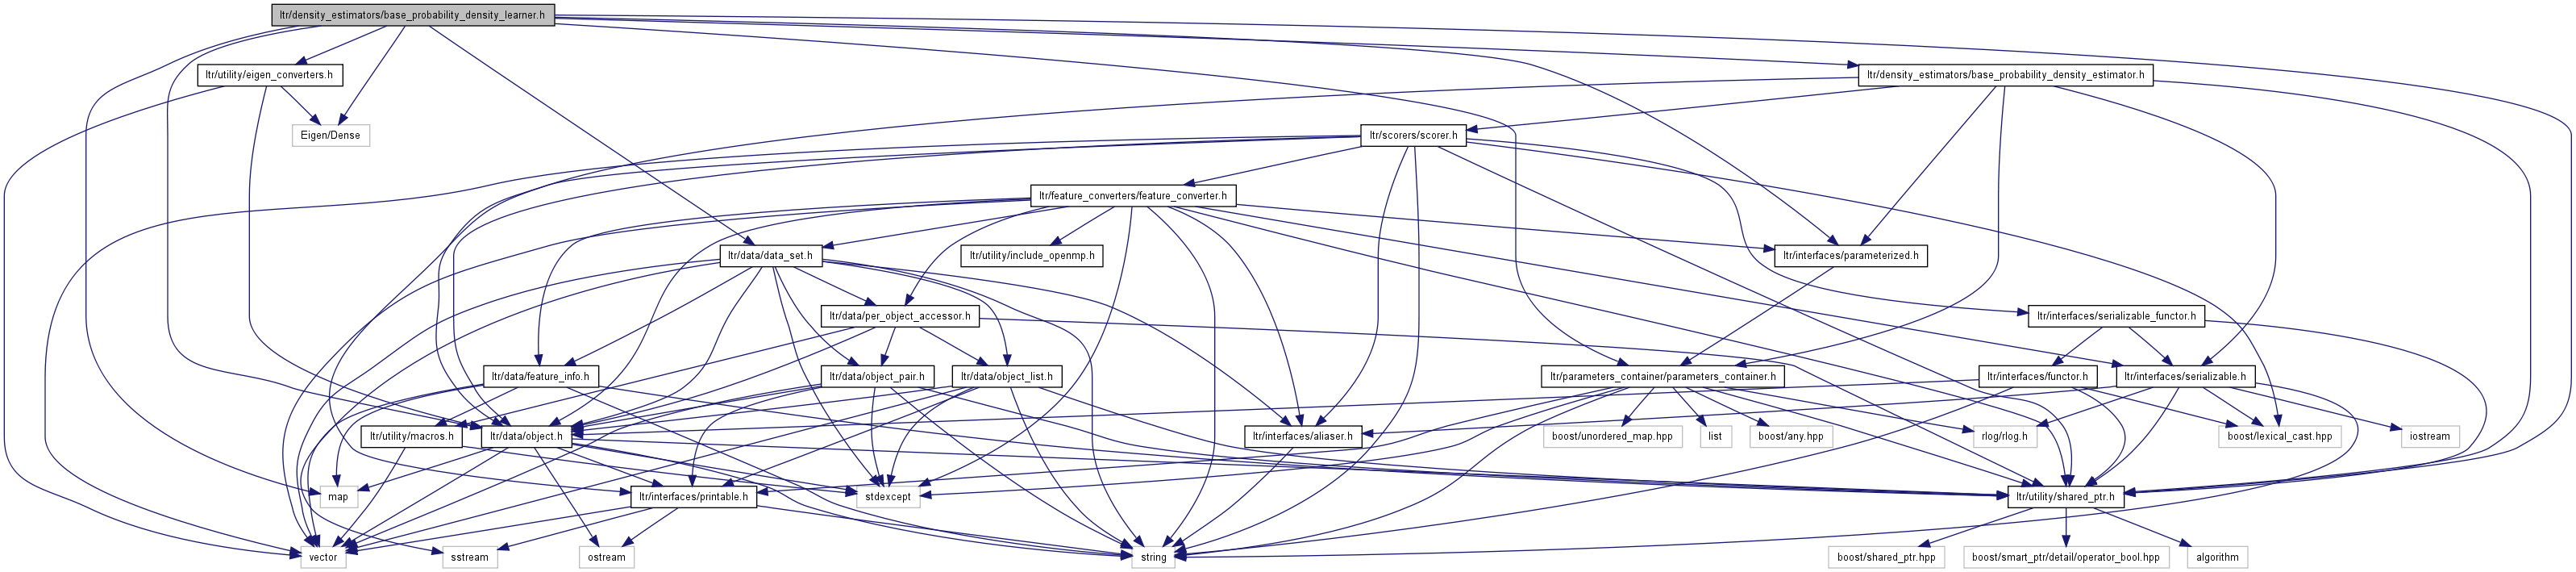 ltr/density_estimators/base_probability_density_learner.h
ltr/utility/eigen_converters.h
ltr/density_estimators/base_probability_density_estimator.h
Eigen/Dense
ltr/scorers/scorer.h
ltr/feature_converters/feature_converter.h
ltr/data/data_set.h
ltr/utility/include_openmp.h
ltr/interfaces/parameterized.h
ltr/data/per_object_accessor.h
ltr/interfaces/serializable_functor.h
ltr/data/feature_info.h
ltr/data/object_pair.h
ltr/data/object_list.h
ltr/parameters_container/parameters_container.h
ltr/interfaces/functor.h
ltr/interfaces/serializable.h
ltr/utility/macros.h
ltr/data/object.h
ltr/interfaces/aliaser.h
boost/unordered_map.hpp
list
boost/any.hpp
rlog/rlog.h
boost/lexical_cast.hpp
iostream
map
ltr/interfaces/printable.h
stdexcept
ltr/utility/shared_ptr.h
vector
sstream
ostream
string
boost/shared_ptr.hpp
boost/smart_ptr/detail/operator_bool.hpp
algorithm